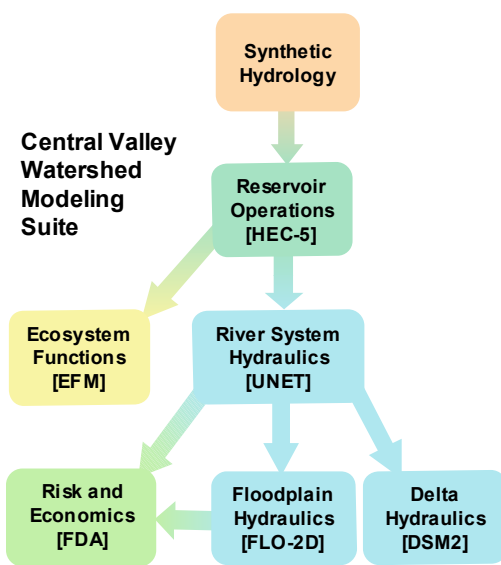 Synthetic
Hydrology
Central Valley
Watershed
Modeling
Suite
Reservoir
Operations
[HEC-5]
Ecosystem
Functions
[EFM]
River System
Hydraulics
[UNET]
Risk and
Economics
[FDA]
Floodplain
Hydraulics
[FLO-2D]
Delta
Hydraulics
[DSM2]